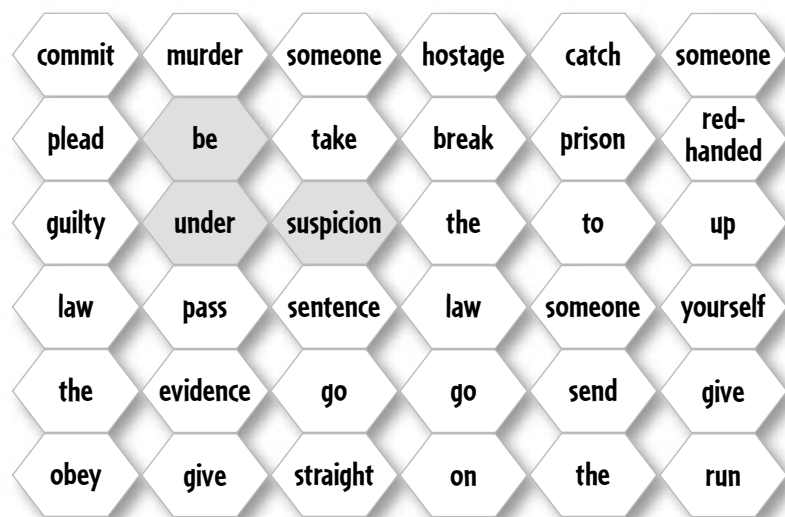 commit murder someone hostage catch someone
plead be take break prison red-
handed
guilty under suspicion the to up
law pass sentence law someone yourself
the evidence go go send give
obey give straight on the run